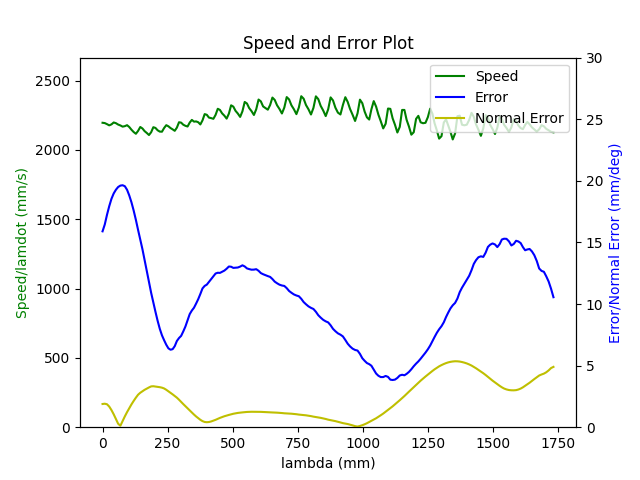 Speed and Error Plot
Speed
Error
Normal Error
2500
2000
1500
1000
500
0
Speed/lamdot (mm/s)
30
25
20
15
10
5
0
Error/Normal Error (mm/deg)
0 250 500 750 1000 1250 1500 1750
lambda (mm)